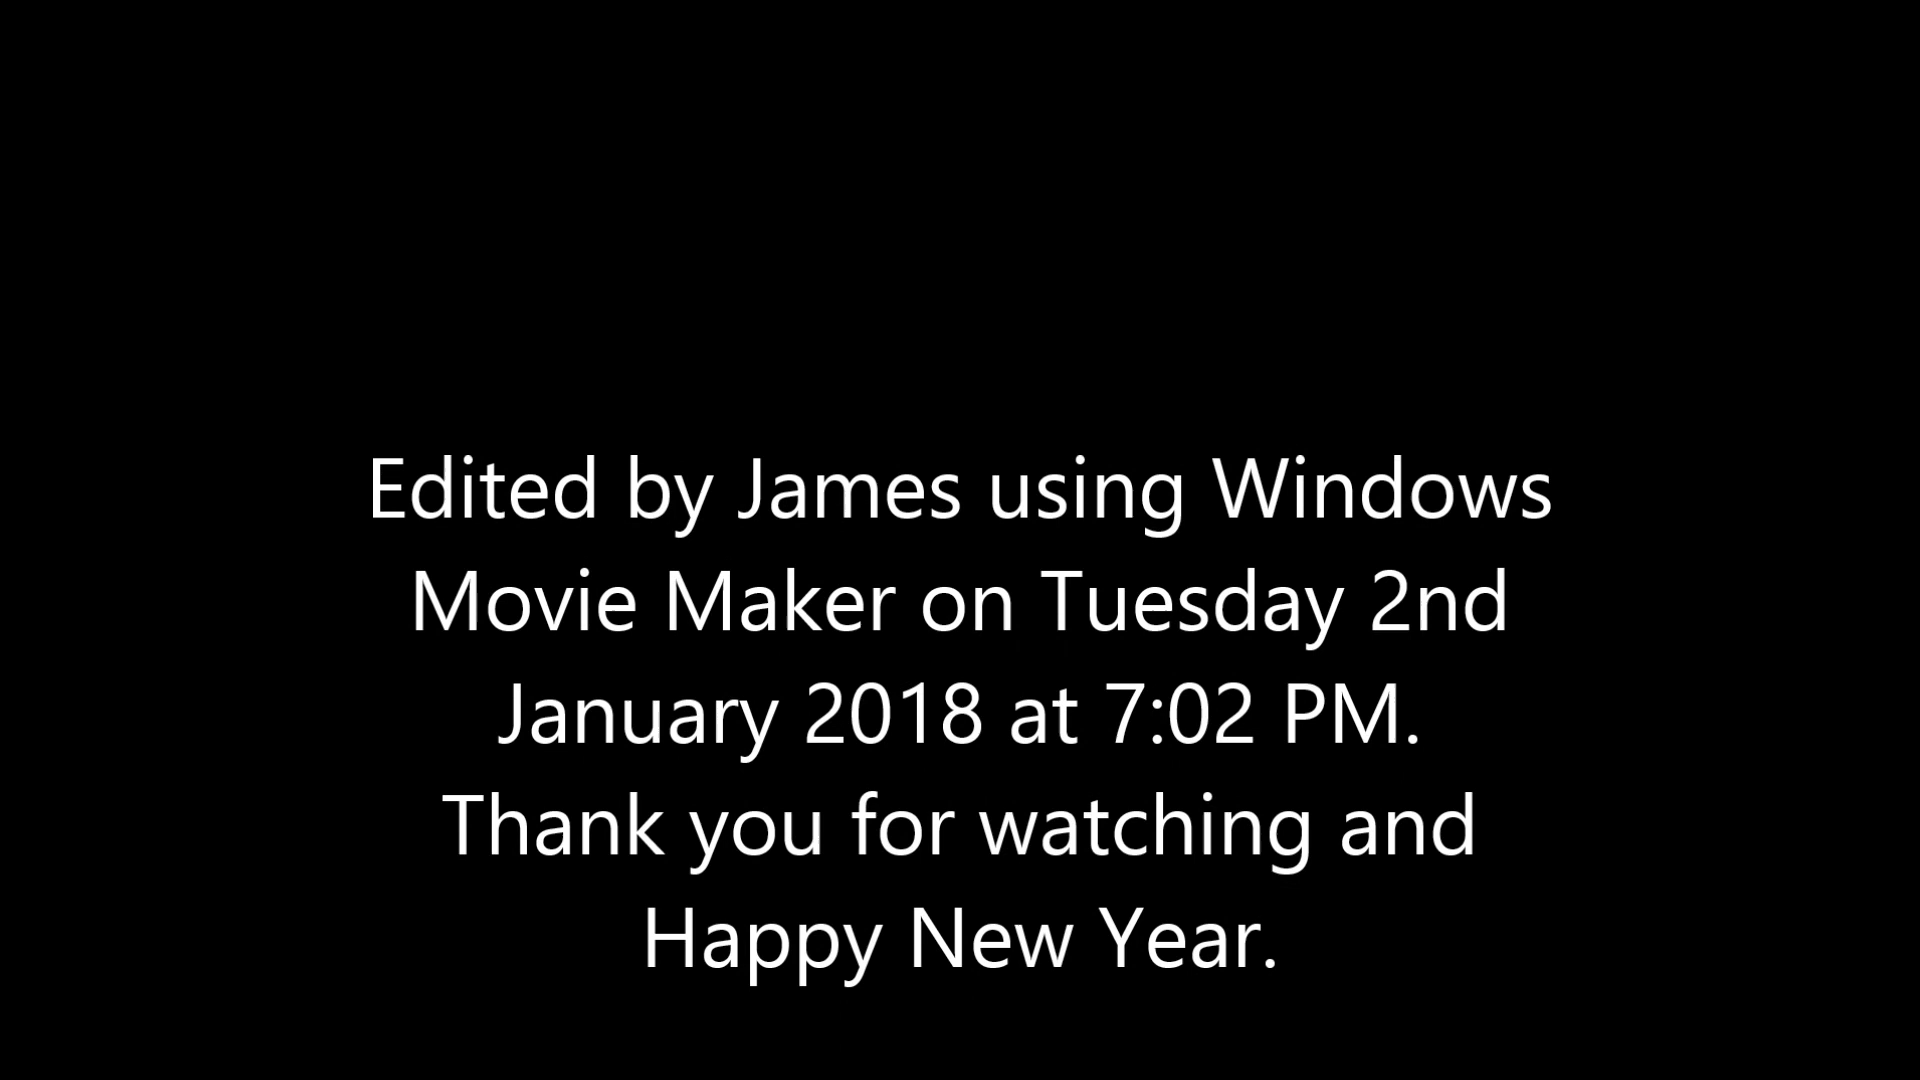 Edited by James using Windows
Movie Maker on Tuesday 2nd
January 2018 at 7:02 PM.
Thank you for watching and
Happy New Year.